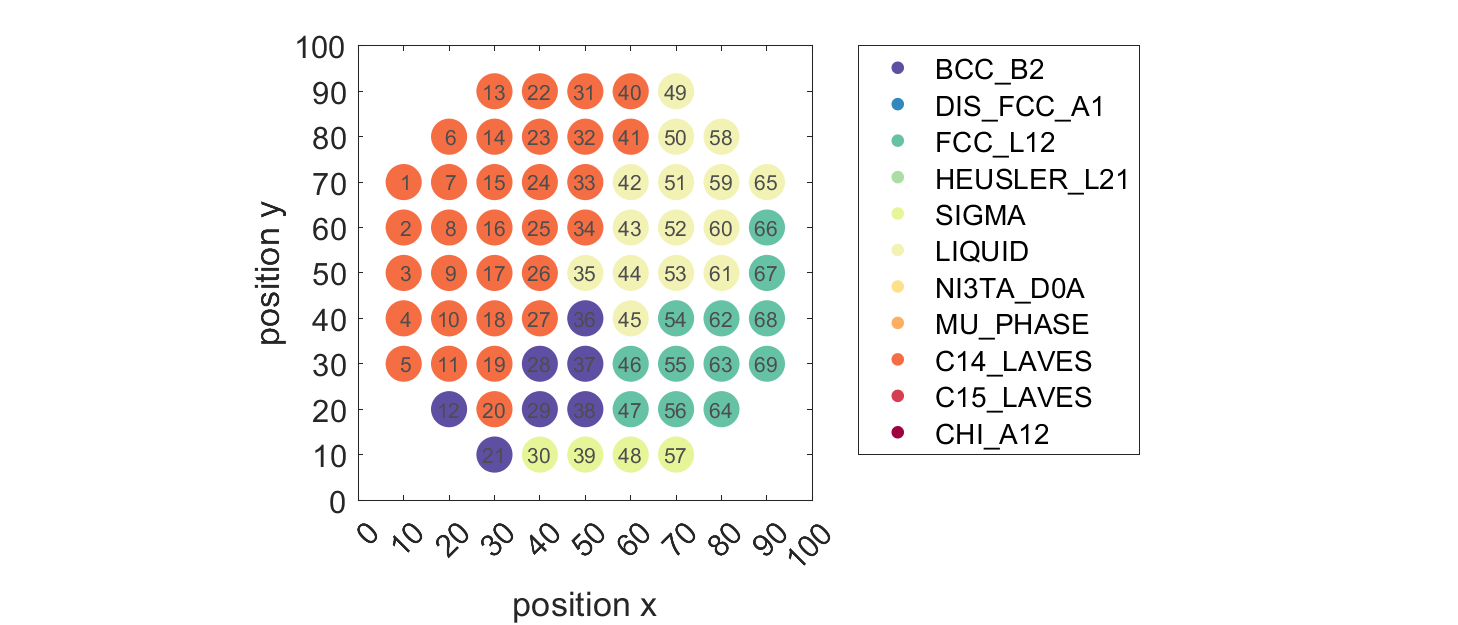 100
90
80
70
60
50
40
30
20
10
0
position y
13 22 31 40 49
6 14 23 32 41 50 58
1 7 15 24 33 42 51 59 65
2 8 16 25 34 43 52 60 66
3 9 17 26 35 44 53 61 67
4 10 18 27 36 45 54 62 68
5 11 19 28 37 46 55 63 69
12 20 29 38 47 56 64
21 30 39 48 57
0 10 20 30 40 50 60 70 80 90 100
position x
BCC_B2
DIS_FCC_A1
FCC_L12
HEUSLER_L21
SIGMA
LIQUID
NI3TA_D0A
MU_PHASE
C14_LAVES
C15_LAVES
CHI_A12